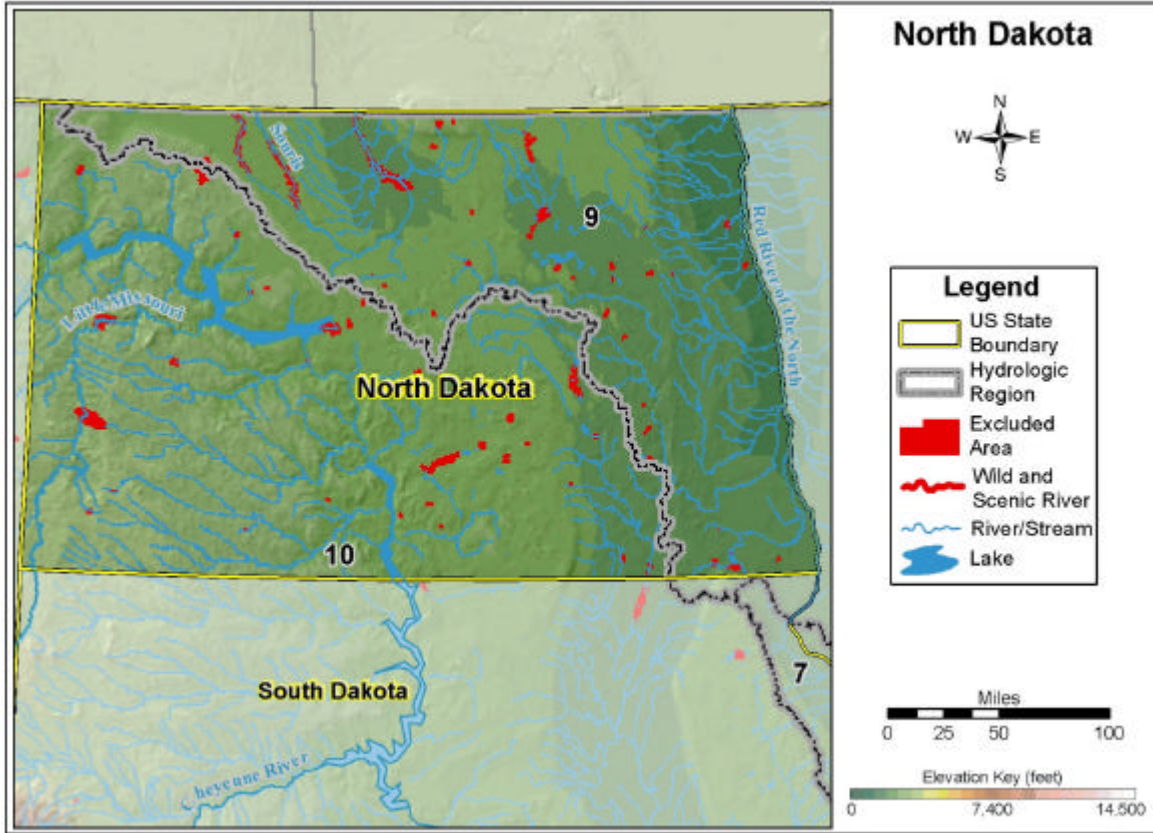 North Dakota
N
W E
S
Souris
9
Red River of the North
Little Missouri
North Dakota
10
South Dakota
7
Cheyenne River
Legend
US State
Boundary
Hydrologic
Region
Excluded
Area
Wild and
Scenic River
River/Stream
Lake
Miles
0 25 50 100
Elevation Key (feet)
0 7,400 14,500